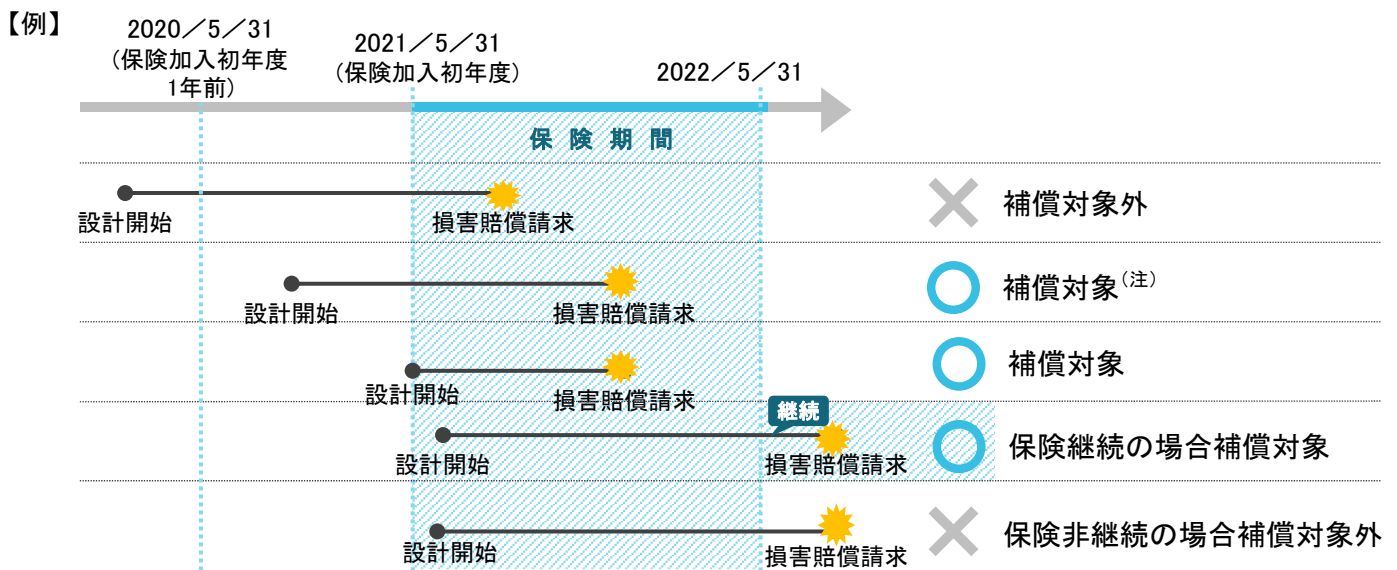 【例】
2020／5／31
（保険加入初年度
1年前）
2021／5／31
（保険加入初年度）
2022／5／31
保険期間
設計開始
損害賠償請求
補償対象外
設計開始
損害賠償請求
補償対象（注）
設計開始
損害賠償請求
補償対象
継続
設計開始
損害賠償請求
保険継続の場合補償対象
設計開始
損害賠償請求
保険非継続の場合補償対象外